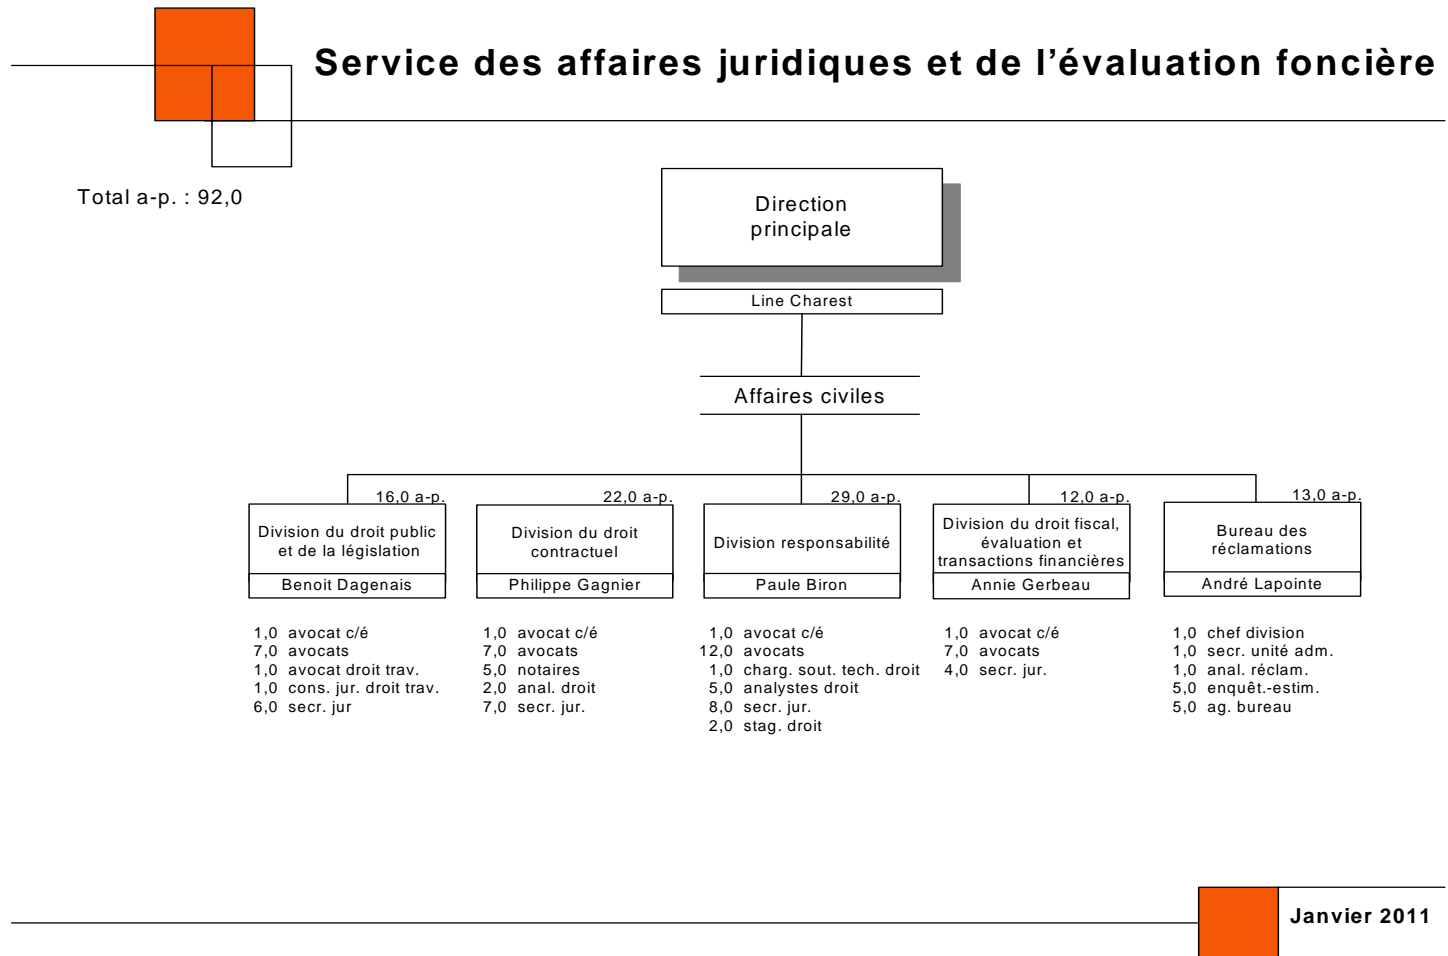 Service des affaires juridiques et de l’évaluation foncière
Total a-p. : 92,0
Direction
principale
Line Charest
Affaires civiles
16,0 a-p.
Division du droit public
et de la législation
Benoit Dagenais
1,0 avocat c/é
7,0 avocats
1,0 avocat droit trav.
1,0 cons. jur. droit trav.
6,0 secr. jur
22,0 a-p.
Division du droit
contractuel
Philippe Gagnier
1,0 avocat c/é
7,0 avocats
5,0 notaires
2,0 anal. droit
7,0 secr. jur.
29,0 a-p.
Division responsabilité
Paule Biron
1,0 avocat c/é
12,0 avocats
1,0 charg. sout. tech. droit
5,0 analystes droit
8,0 secr. jur.
2,0 stag. droit
12,0 a-p.
Division du droit fiscal,
évaluation et
transactions financières
Annie Gerbeau
1,0 avocat c/é
7,0 avocats
4,0 secr. jur.
13,0 a-p.
Bureau des
réclamations
André Lapointe
1,0 chef division
1,0 secr. unité adm.
1,0 anal. réclam.
5,0 enquêt.-estim.
5,0 ag. bureau
Janvier 2011